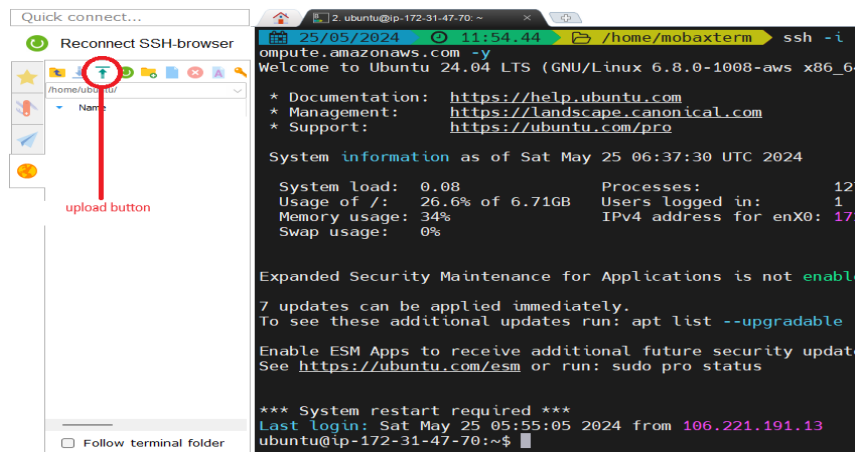 Quick connect...
2. ubuntu@ip-172-31-47-70: ~
Reconnect SSH-browser
/home/ubuntu/
Name
upload button
Follow terminal folder
25/05/2024 11:54.44 /home/mobaxterm ssh -i
ompute.amazonaws.com -y
Welcome to Ubuntu 24.04 LTS (GNU/Linux 6.8.0-1008-aws x86_6
* Documentation: https://help.ubuntu.com
* Management: https://landscape.canonical.com
* Support: https://ubuntu.com/pro
System information as of Sat May 25 06:37:30 UTC 2024
System load: 0.08 Processes: 12
Usage of /: 26.6% of 6.71GB Users logged in: 1
Memory usage: 34% IPv4 address for enX0: 17
Swap usage: 0%
Expanded Security Maintenance for Applications is not enabl
7 updates can be applied immediately.
To see these additional updates run: apt list --upgradable
Enable ESM Apps to receive additional future security updat
See https://ubuntu.com/esm or run: sudo pro status
*** System restart required ***
Last login: Sat May 25 05:55:05 2024 from 106.221.191.13
ubuntu@ip-172-31-47-70:~$